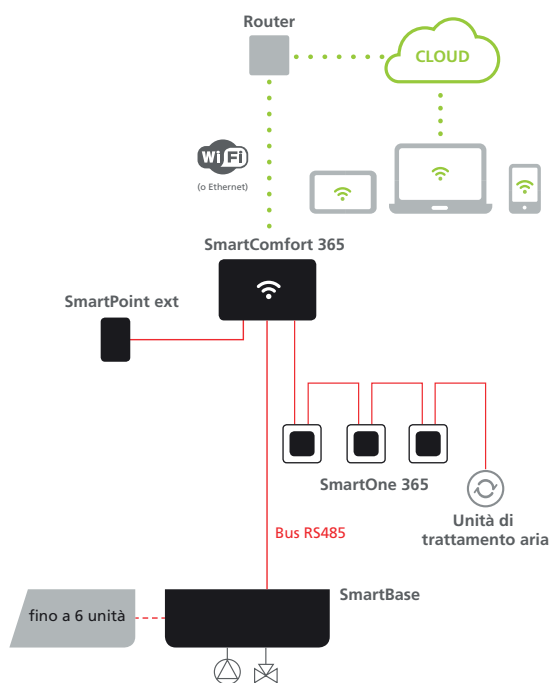 Router
CLOUD
WiFi
(o Ethernet)
SmartComfort 365
SmartPoint ext
SmartOne 365
Unità di
trattamento aria
Bus RS485
SmartBase
fino a 6 unità